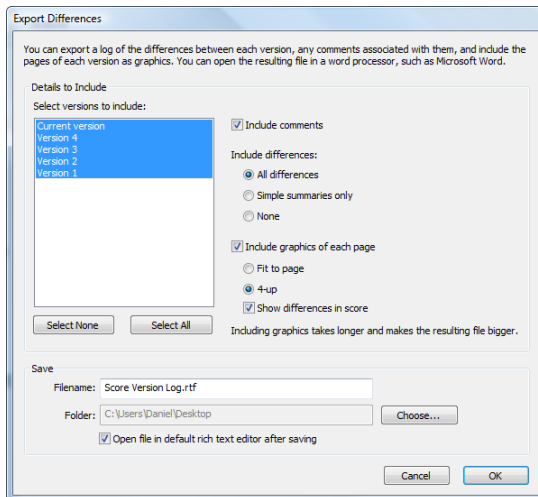 Export Differences
You can export a log of the differences between each version, any comments associated with them, and include the
pages of each version as graphics. You can open the resulting file in a word processor, such as Microsoft Word.
Details to Include
Select versions to include:
Current version
Version 4
Version 3
Version 2
Version 1
Select None
Select All
Include comments
Include differences:
All differences
Simple summaries only
None
Include graphics of each page
Fit to page
4-up
Show differences in score
Including graphics takes longer and makes the resulting file bigger.
Save
Filename: Score Version Log.rtf
Folder: C:\Users\Daniel\Desktop
Choose...
Open file in default rich text editor after saving
Cancel
OK